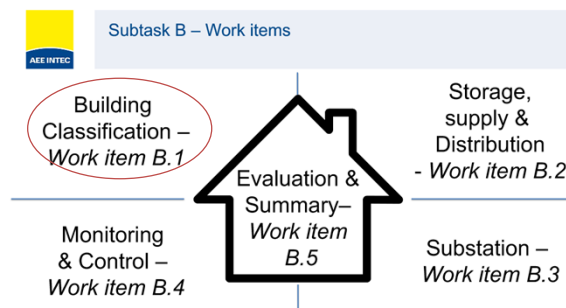 AEE INTEC
Subtask B – Work items
Building
Classification –
Work item B.1
Storage,
supply &
Distribution
- Work item B.2
Evaluation &
Summary–
Work item
B.5
Monitoring
& Control –
Work item B.4
Substation –
Work item B.3